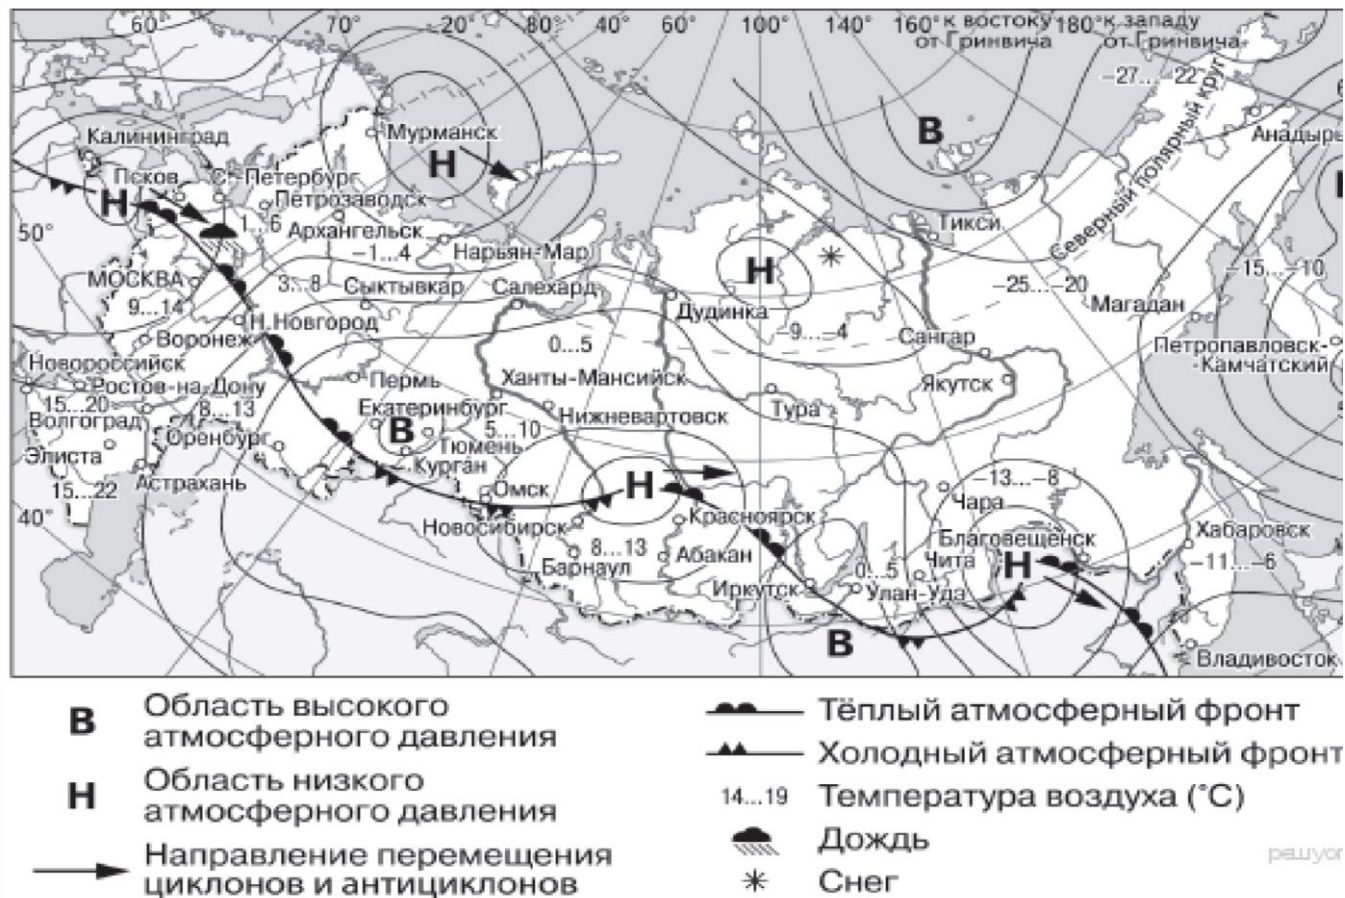 60° 70° 20° 80° 40° 60° 100° 140° 160° к востоку 180° к западу
от Гринвича от Гринвича
–27...–22
Северный полярный круг
В
Калининград
Мурманск
Анадырь
Н
Псков
С.-Петербург
Н
Петрозаводск
1...6
Архангельск
Тикси
50°
–1...4
Нарьян-Мар
МОСКВА
3...8
Сыктывкар
Салехард
Н
–25...–20
–15...–10
9...14
Дудинка
Магадан
Н.Новгород
–9...–4
Сангар
Воронеж
0...5
Петропавловск-
-Камчатский
Новороссийск
Ростов-на-Дону
Пермь
Ханты-Мансийск
Якутск
15...20
8...13
Екатеринбург
Нижневартовск
Тура
Волгоград
В
5...10
Оренбург
Тюмень
Элиста
Курган
Астрахань
15...22
Омск
Н
–13...–8
Чара
40°
Новосибирск
Красноярск
Хабаровск
Благовещенск
8...13
Абакан
Барнаул
Чита
Н
–11...–6
Иркутск
0...5
Улан-Удэ
В
Владивосток
В Область высокого
атмосферного давления
Н Область низкого
атмосферного давления
Направление перемещения
циклонов и антициклонов
Тёплый атмосферный фронт
Холодный атмосферный фронт
14...19 Температура воздуха (°С)
Дождь
Снег